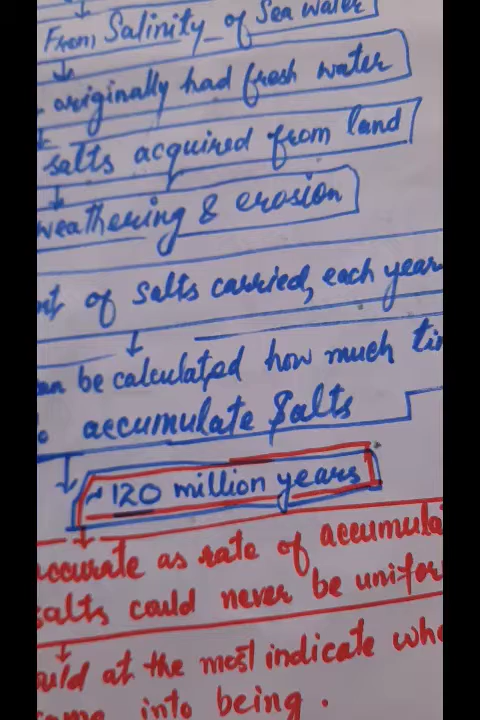 From Salinity of Sea water
originally had fresh water
salts acquired from land
weathering & erosion
of salts carried, each year
be calculated how much
accumulate Salts
~ 120 million years
accurate as rate of
salts could never be
at the most indicate
into being.